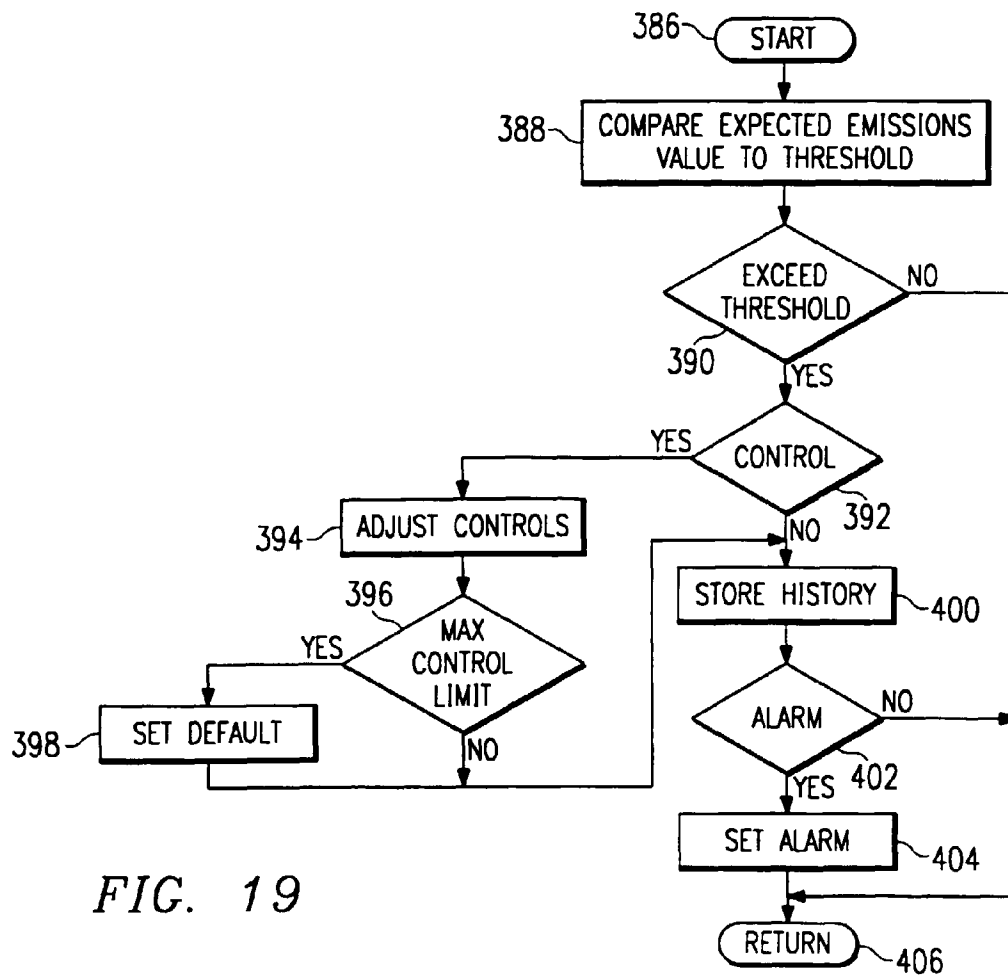 386
START
388
COMPARE EXPECTED EMISSIONS
VALUE TO THRESHOLD
EXCEED
THRESHOLD
NO
390
YES
YES
CONTROL
392
NO
394
ADJUST CONTROLS
396
STORE HISTORY
400
YES
MAX
CONTROL
LIMIT
NO
ALARM
NO
402
YES
398
SET DEFAULT
SET ALARM
404
FIG. 19
RETURN
406